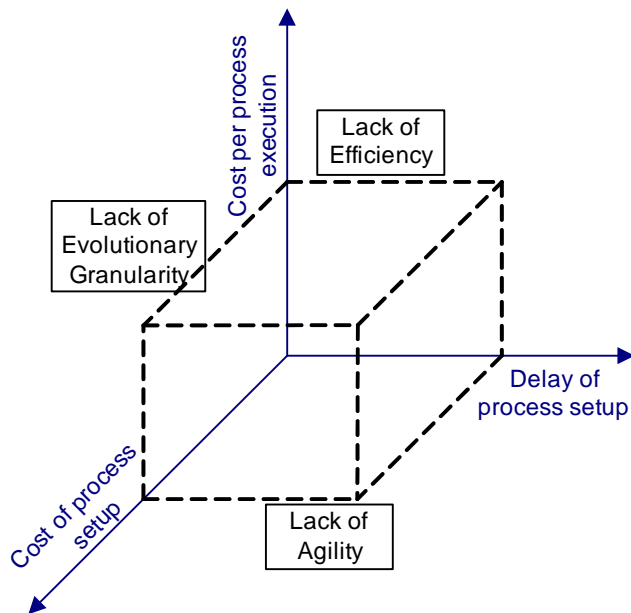 Cost per process
execution
Lack of
Efficiency
Lack of
Evolutionary
Granularity
Delay of
process setup
Cost of process
setup
Lack of
Agility